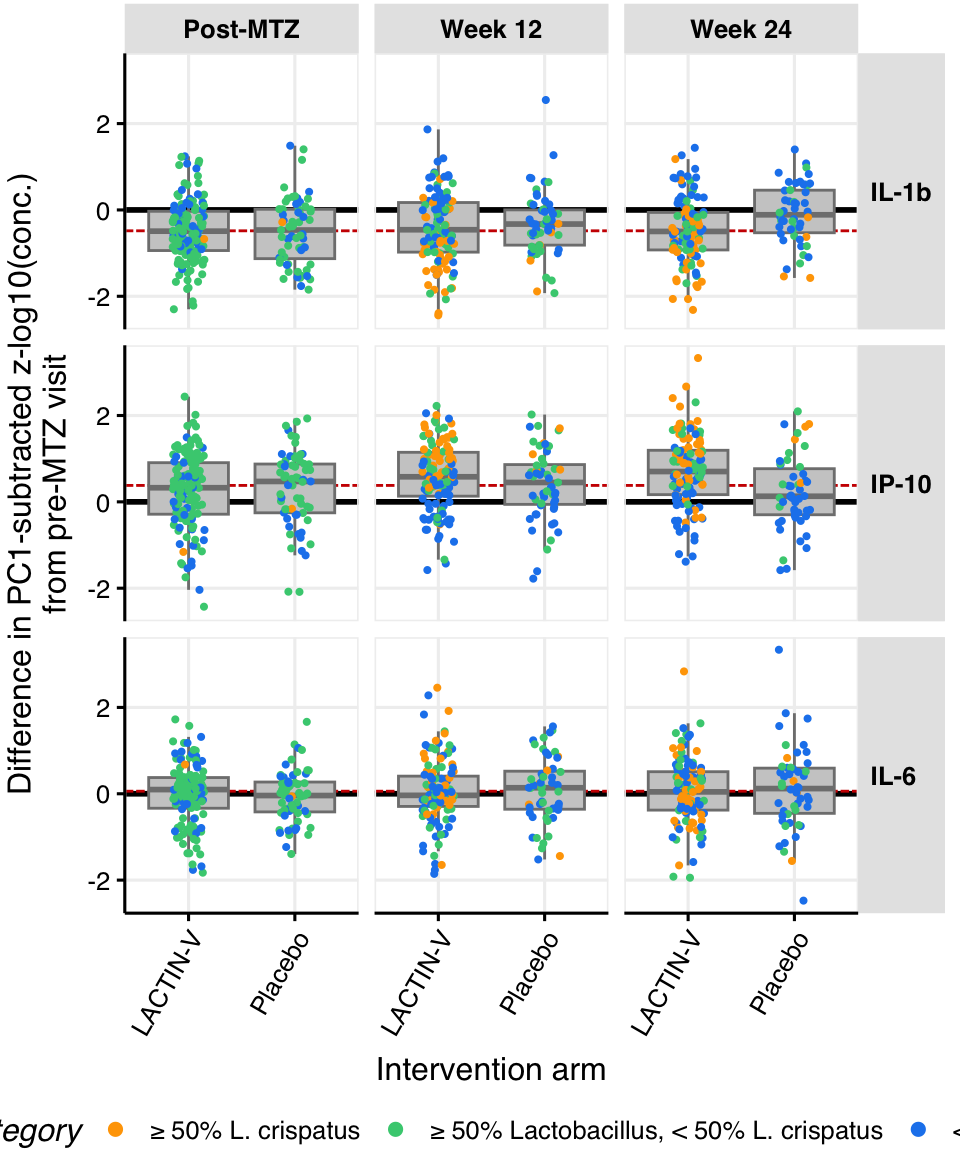 Post-MTZ
Week 12
Week 24
Difference in PC1-subtracted z-log10(conc.)
from pre-MTZ visit
2
0
-2
IL-1b
2
0
-2
IP-10
2
0
-2
IL-6
LACTIN-V
Placebo
LACTIN-V
Placebo
LACTIN-V
Placebo
Intervention arm
tegory ≥ 50% L. crispatus ≥ 50% Lactobacillus, < 50% L. crispatus <